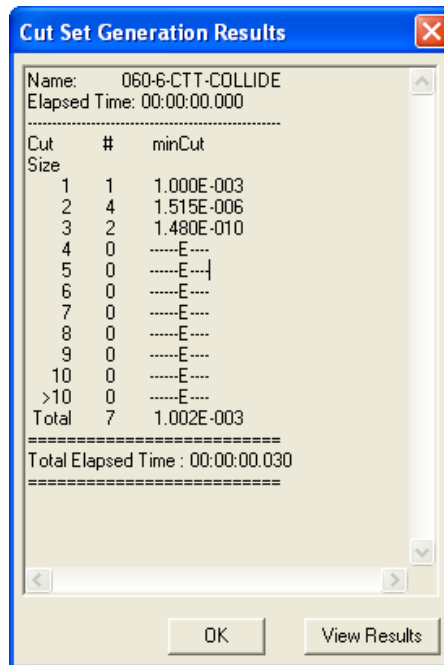 Cut Set Generation Results
Name: 060-6-CTT-COLLIDE
Elapsed Time: 00:00:00.000
--------------------------------------------------
Cut # minCut
Size
1 1 1.000E-003
2 4 1.515E-006
3 2 1.480E-010
4 0 ------E----
5 0 ------E----
6 0 ------E----
7 0 ------E----
8 0 ------E----
9 0 ------E----
10 0 ------E----
>10 0 ------E----
Total 7 1.002E-003
==========================
Total Elapsed Time : 00:00:00.030
==========================
OK View Results